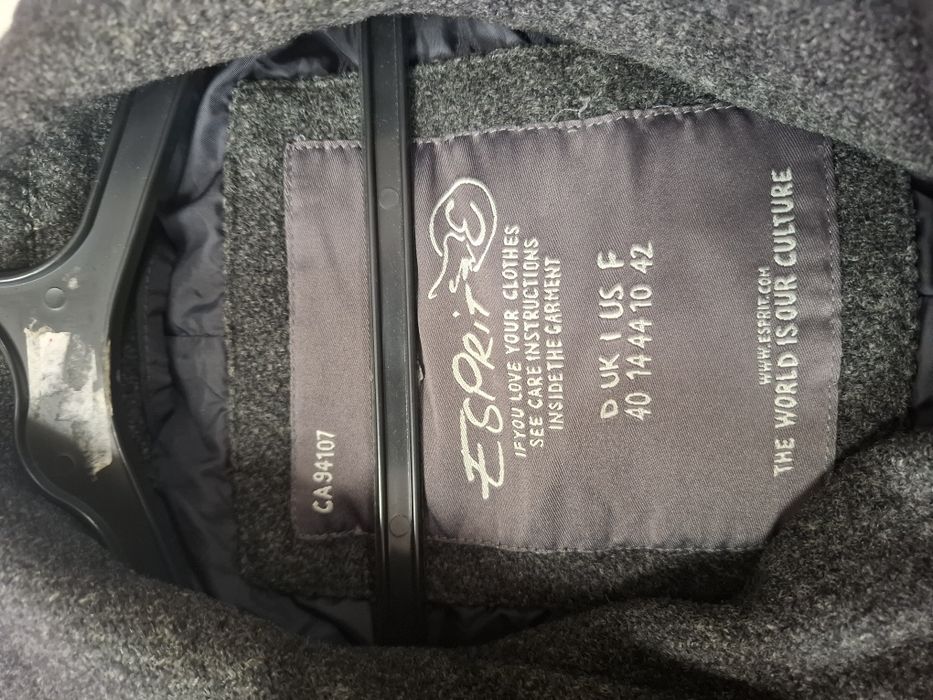 CA94107
ESPRIT
IF YOU LOVE YOUR CLOTHES
SEE CARE INSTRUCTIONS
INSIDE THE GARMENT
D UK I US F
40 14 44 10 42
WWW.ESPRIT.COM
THE WORLD IS OUR CULTURE